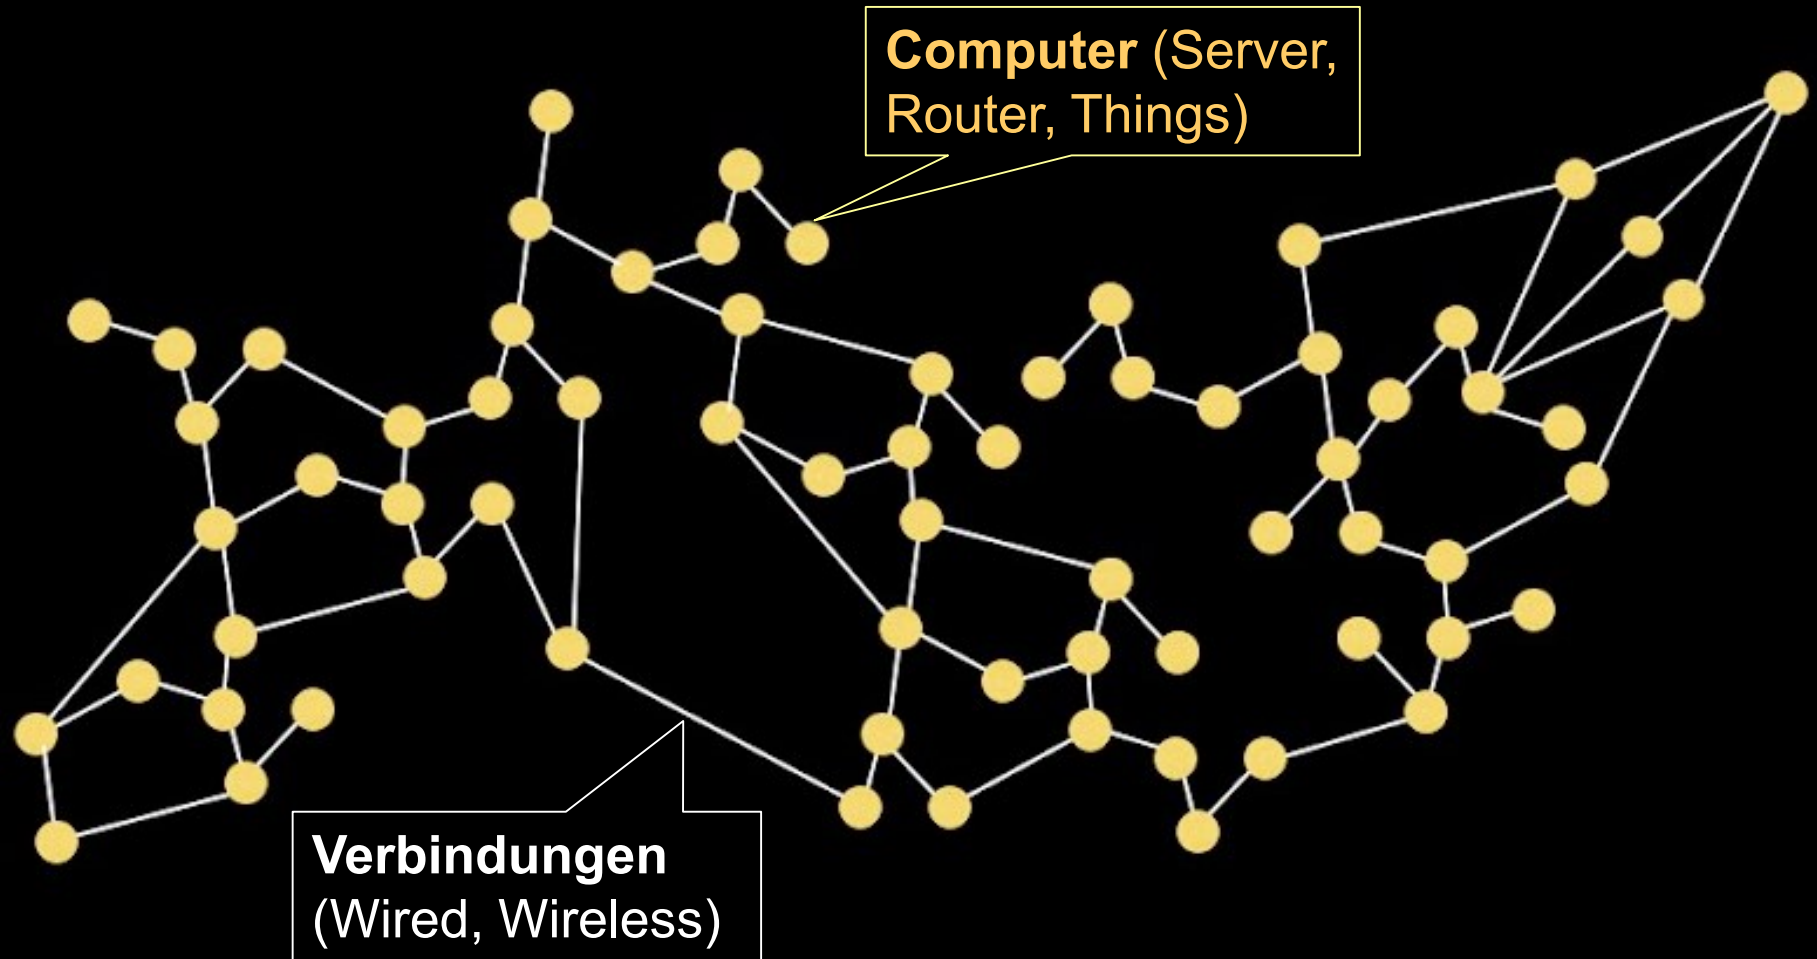 Computer (Server,
Router, Things)
Verbindungen
(Wired, Wireless)